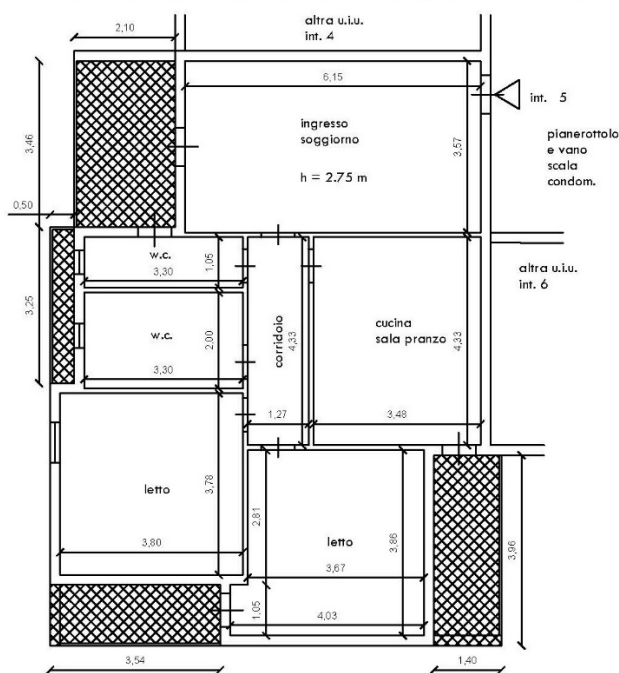 altra u.i.u.
int. 4
2,10
6,15
int. 5
ingresso
soggiorno
h = 2.75 m
3,57
pianerottolo
e vano
scala
condom.
3,46
0,50
w.c.
3,30
1,05
altra u.i.u.
int. 6
3,25
w.c.
2,00
3,30
corridoio
4,33
cucina
sala pranzo
4,33
1,27
3,48
letto
3,78
3,80
2,81
letto
3,86
3,67
3,96
1,05
4,03
3,54
1,40